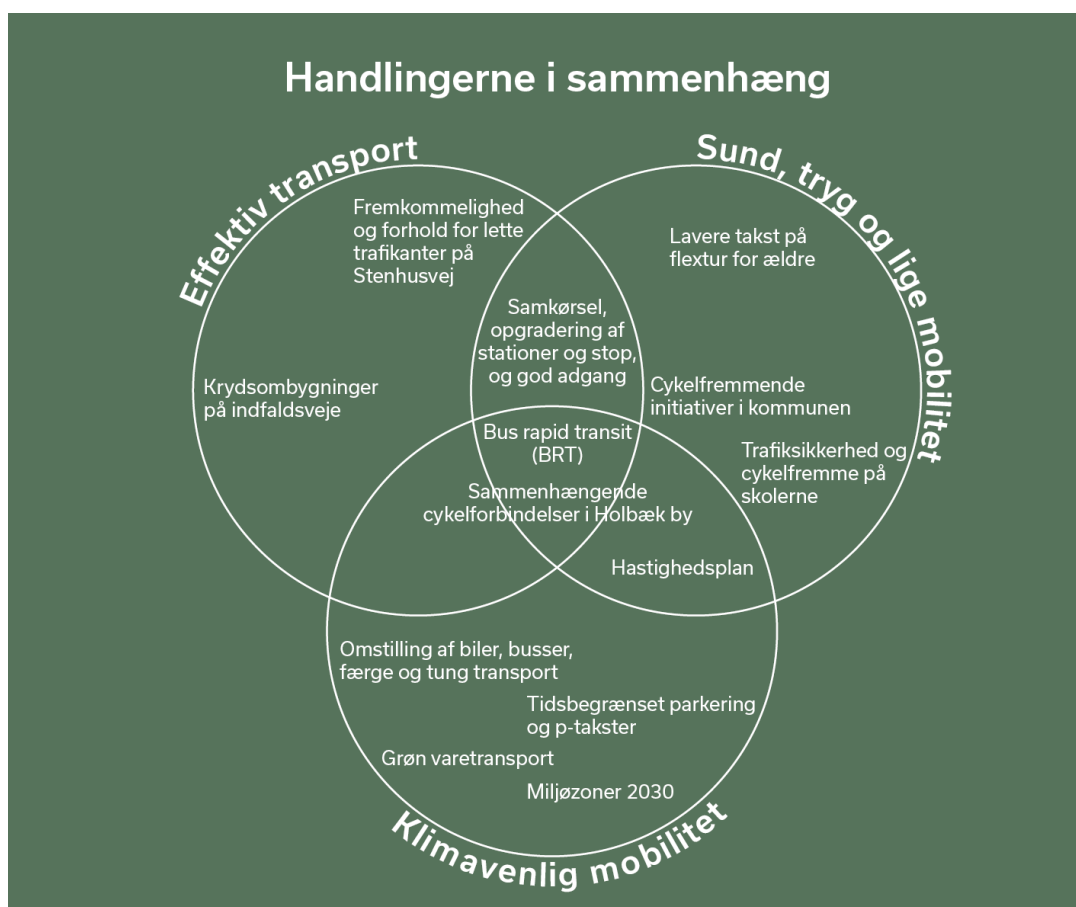 Handlingerne i sammenhæng
Effektiv transport
Sund, tryg og lige mobilitet
Fremkommelighed
og forhold for lette
trafikanter på
Stenhusvej
Lavere takst på
flextur for ældre
Samkørsel,
opgradering af
stationer og stop,
og god adgang
Krydsombygninger
på indfaldsveje
Cykelfremmende
initiativer i kommunen
Bus rapid transit
(BRT)
Trafiksikkerhed og
cykelfremme på
skolerne
Sammenhængende
cykelforbindelser i Holbæk by
Hastighedsplan
Omstilling af biler, busser,
færge og tung transport
Tidsbegrænset parkering
og p-takster
Grøn varetransport
Miljøzoner 2030
Klimavenlig mobilitet